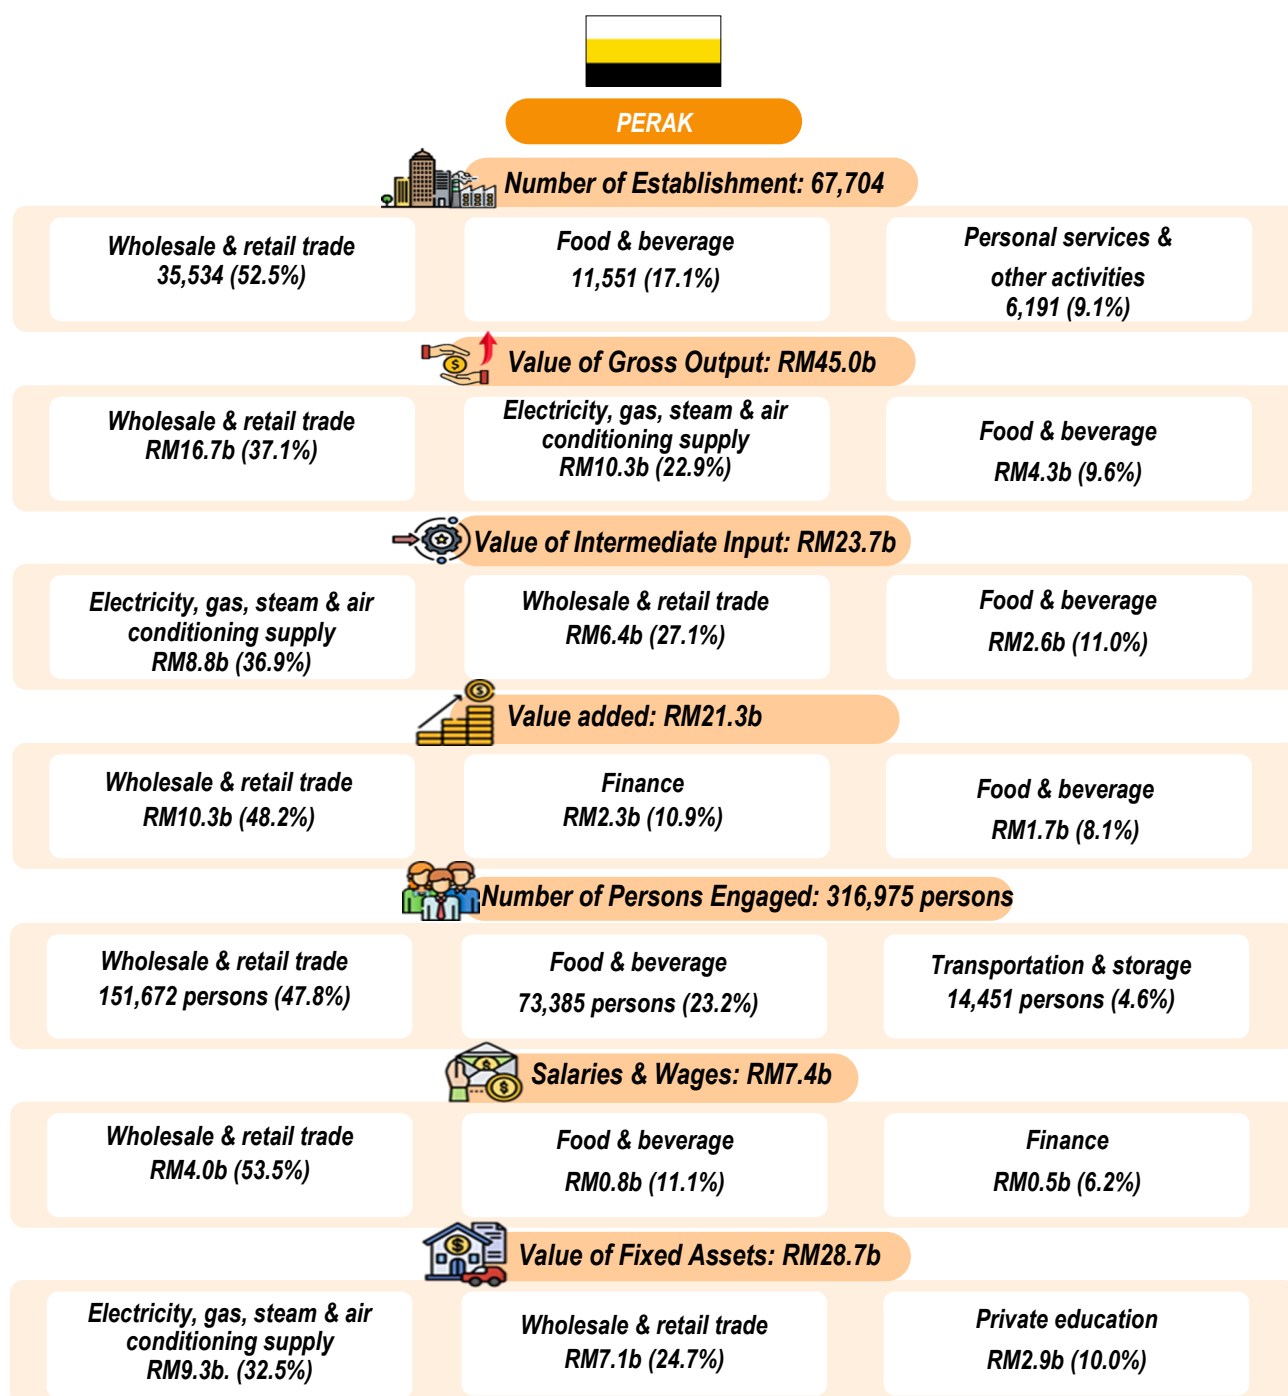 PERAK
Number of Establishment: 67,704
Wholesale & retail trade
35,534 (52.5%)
Food & beverage
11,551 (17.1%)
Personal services &
other activities
6,191 (9.1%)
Value of Gross Output: RM45.0b
Wholesale & retail trade
RM16.7b (37.1%)
Electricity, gas, steam & air
conditioning supply
RM10.3b (22.9%)
Food & beverage
RM4.3b (9.6%)
Value of Intermediate Input: RM23.7b
Electricity, gas, steam & air
conditioning supply
RM8.8b (36.9%)
Wholesale & retail trade
RM6.4b (27.1%)
Food & beverage
RM2.6b (11.0%)
Value added: RM21.3b
Wholesale & retail trade
RM10.3b (48.2%)
Finance
RM2.3b (10.9%)
Food & beverage
RM1.7b (8.1%)
Number of Persons Engaged: 316,975 persons
Wholesale & retail trade
151,672 persons (47.8%)
Food & beverage
73,385 persons (23.2%)
Transportation & storage
14,451 persons (4.6%)
Salaries & Wages: RM7.4b
Wholesale & retail trade
RM4.0b (53.5%)
Food & beverage
RM0.8b (11.1%)
Finance
RM0.5b (6.2%)
Value of Fixed Assets: RM28.7b
Electricity, gas, steam & air
conditioning supply
RM9.3b. (32.5%)
Wholesale & retail trade
RM7.1b (24.7%)
Private education
RM2.9b (10.0%)